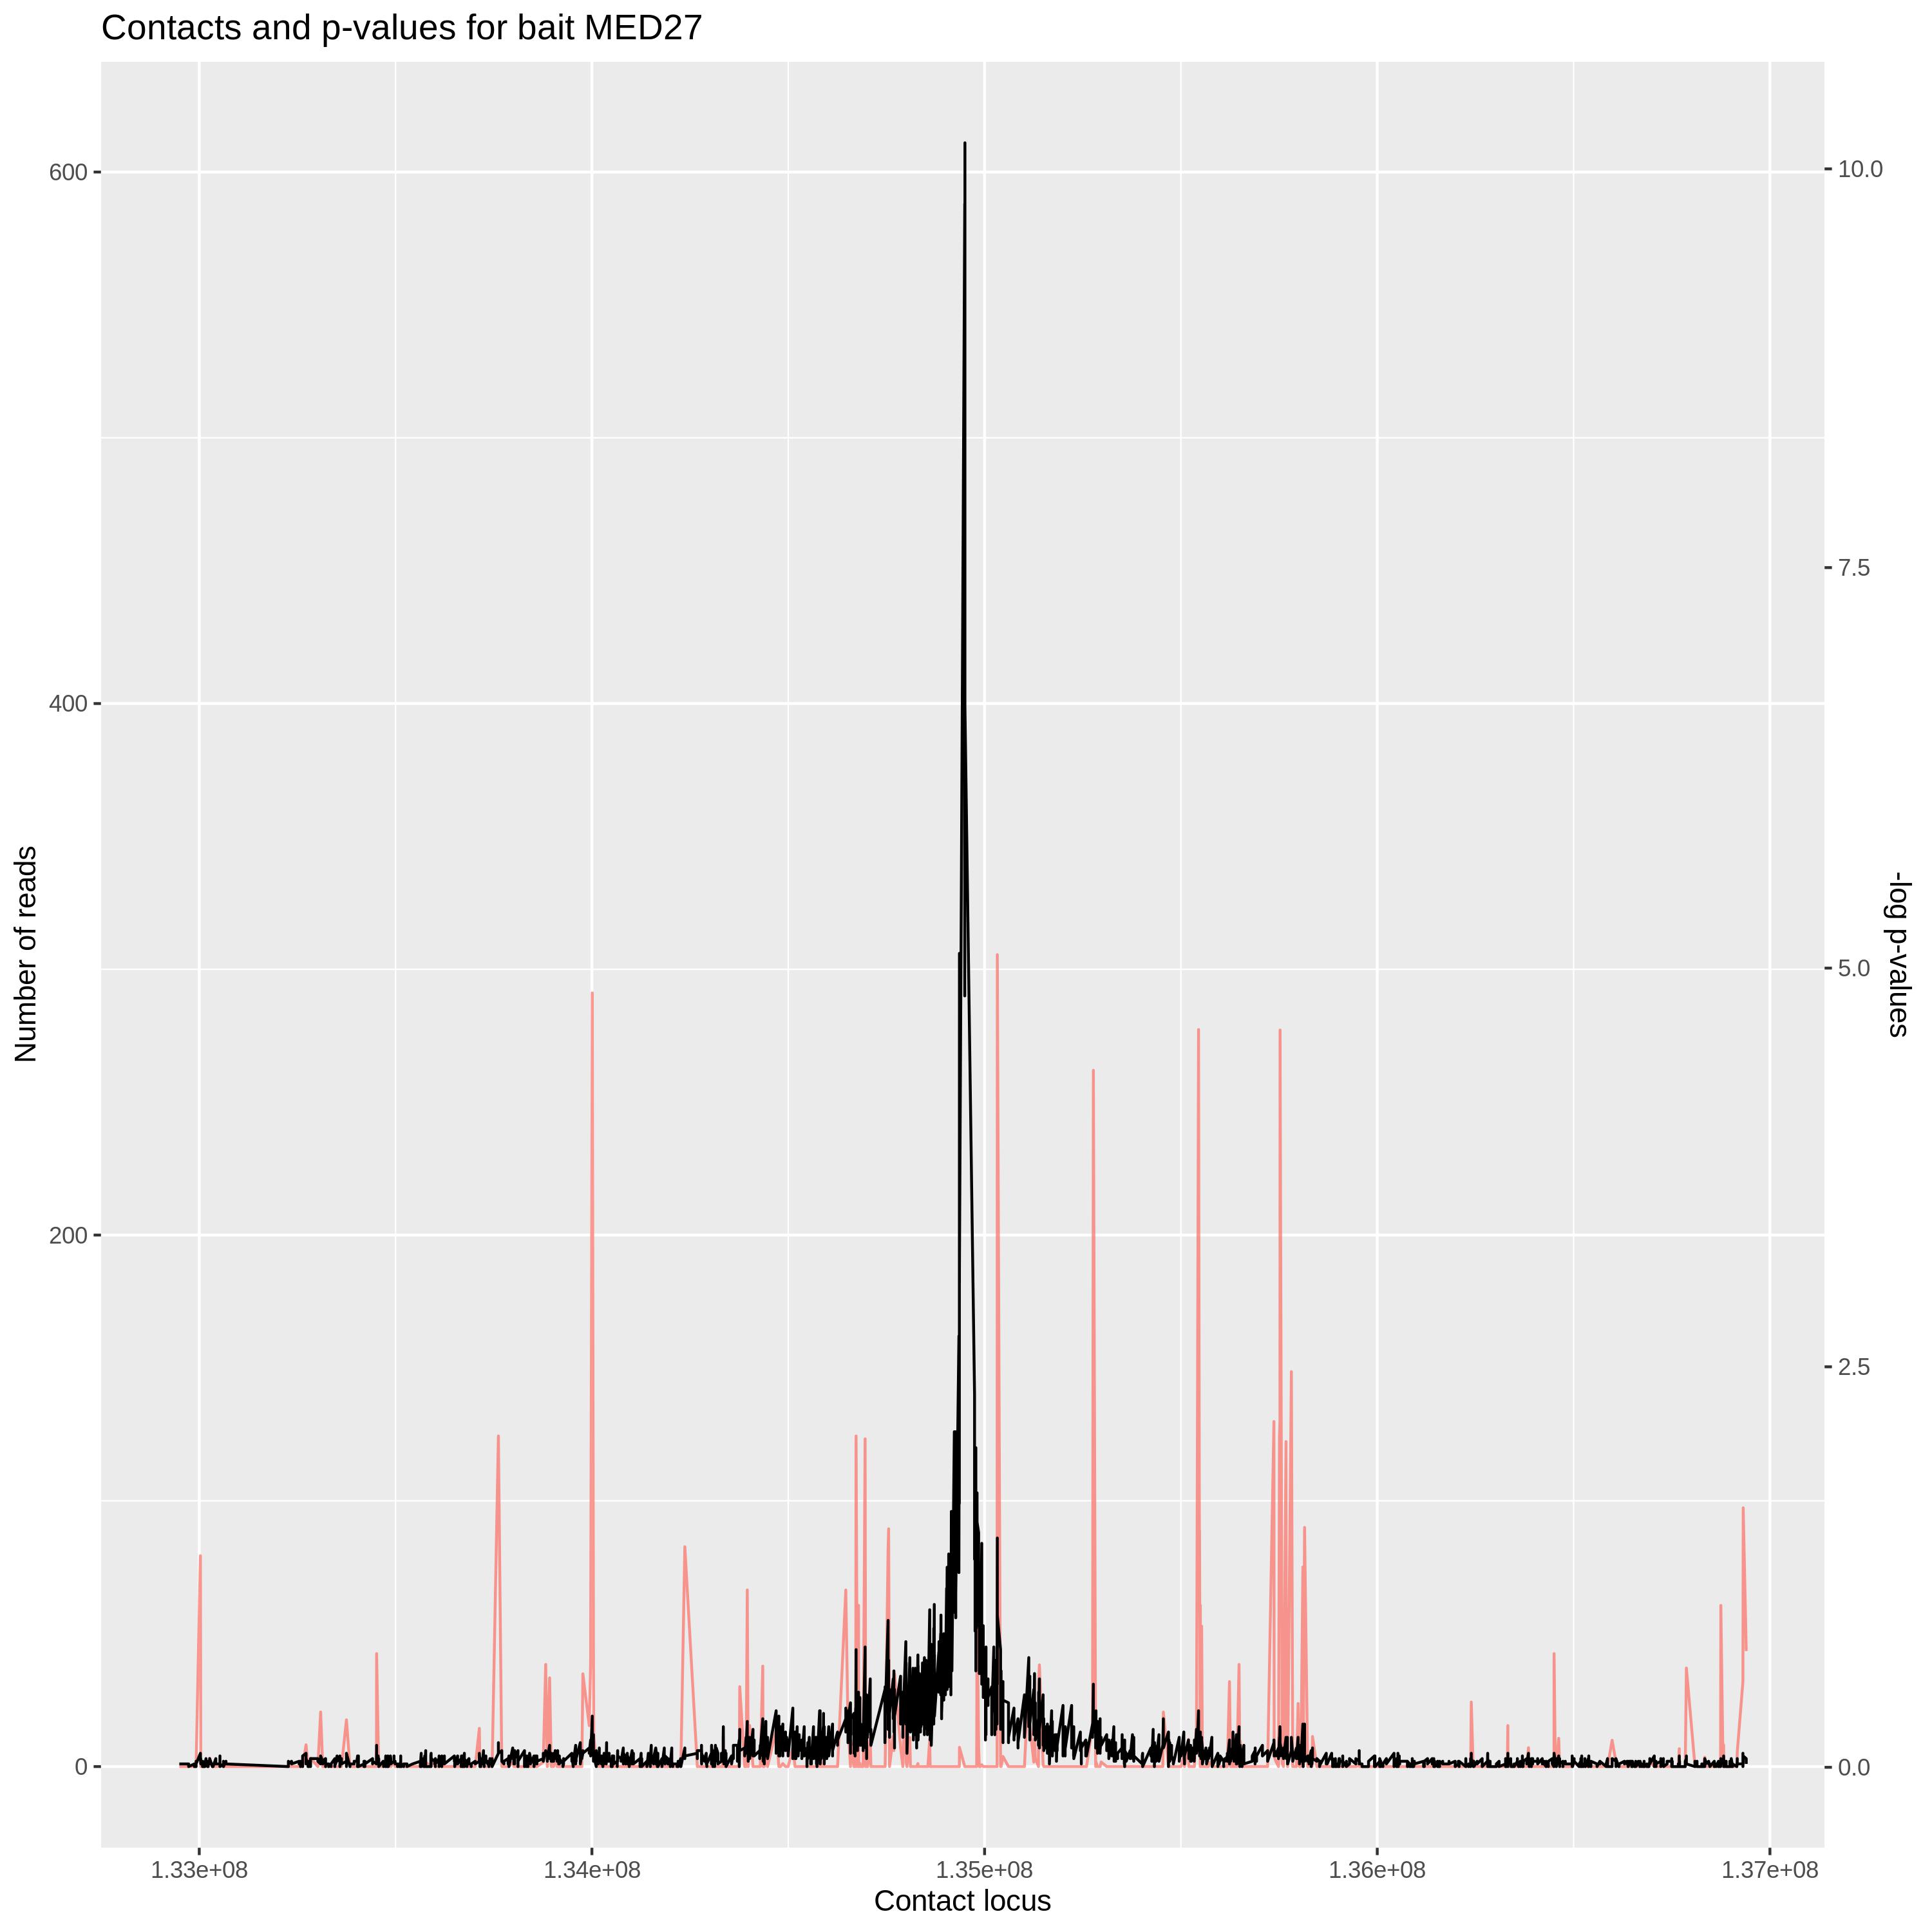 Contacts and p-values for bait MED27
600
400
200
0
Number of reads
10.0
7.5
5.0
2.5
0.0
-log p-values
1.33e+08
1.34e+08
1.35e+08
1.36e+08
1.37e+08
Contact locus